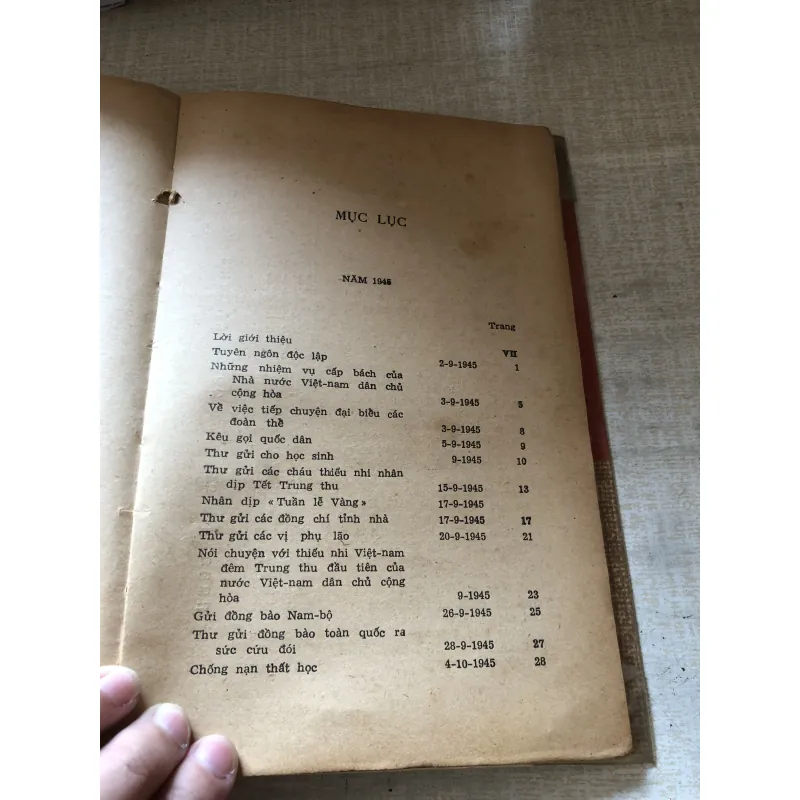 MỤC LỤC
NĂM 1945
Trang
Lời giới thiệu VII
Tuyên ngôn độc lập 2-9-1945 1
Những nhiệm vụ cấp bách của
Nhà nước Việt-nam dân chủ
cộng hòa 3-9-1945 5
Về việc tiếp chuyện đại biểu các
đoàn thể 3-9-1945 8
Kêu gọi quốc dân 5-9-1945 9
Thư gửi cho học sinh 9-1945 10
Thư gửi các cháu thiếu nhi nhân
dịp Tết Trung thu 15-9-1945 13
Nhân dịp «Tuần lễ Vàng» 17-9-1945
Thư gửi các đồng chí tỉnh nhà 17-9-1945 17
Thư gửi các vị phụ lão 20-9-1945 21
Nói chuyện với thiếu nhi Việt-nam
đêm Trung thu đầu tiên của
nước Việt-nam dân chủ cộng
hòa 9-1945 23
Gửi đồng bào Nam-bộ 26-9-1945 25
Thư gửi đồng bào toàn quốc ra
sức cứu đói 28-9-1945 27
Chống nạn thất học 4-10-1945 28